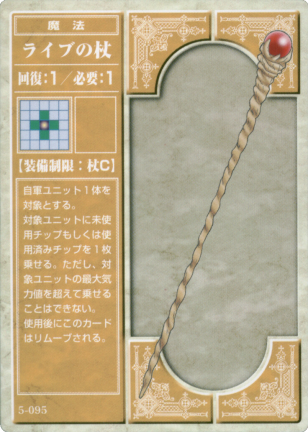 魔法
ライブの杖
回復:1／必要:1
【装備制限：杖C】
自軍ユニット1体を
対象とする。
対象ユニットに未使
用チップもしくは使
用済みチップを1枚
乗せる。ただし、対
象ユニットの最大気
力値を超えて乗せる
ことはできない。
使用後にこのカード
はリムーブされる。
5-095